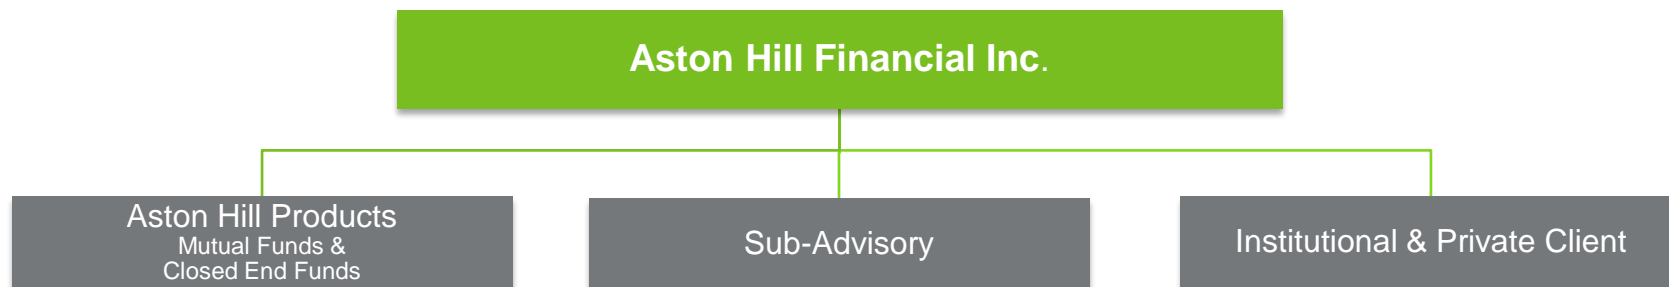 Aston Hill Financial Inc.
Aston Hill Products
Mutual Funds &
Closed End Funds
Sub-Advisory
Institutional & Private Client